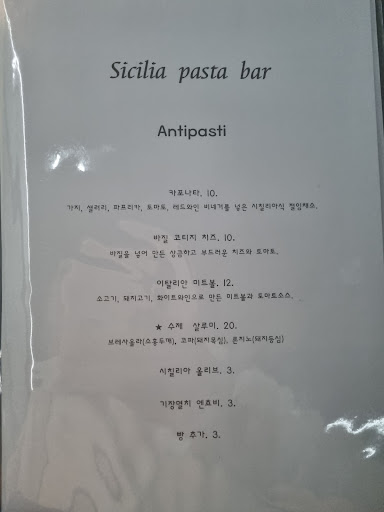 Sicilia pasta bar
Antipasti
카포나타. 10.
가지, 샐러리, 파프리카, 토마토, 레드와인 비네거를 넣은 시칠리아식 절임채소.
바질 코티지 치즈. 10.
바질을 넣어 만든 상큼하고 부드러운 치즈와 토마토.
이탈리안 미트볼. 12.
소고기, 돼지고기, 화이트와인으로 만든 미트볼과 토마토소스.
★ 수제 살루미. 20.
브레사올라(소홍두깨), 코파(돼지목심), 론지노(돼지등심)
시칠리아 올리브. 3.
기장멸치 엔쵸비. 3.
빵 추가. 3.